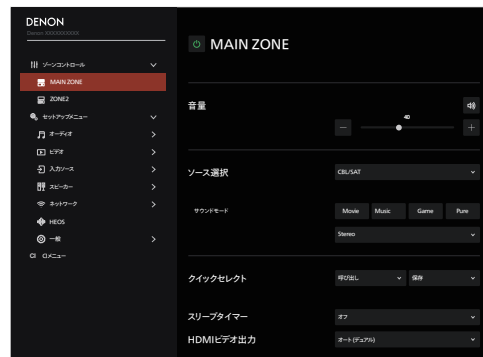 DENON
Denon XXXXXXXXXX
ゾーンコントロール
MAIN ZONE
ZONE2
セットアップメニュー
オーディオ
ビデオ
入力ソース
スピーカー
ネットワーク
HEOS
一般
CI CIメニュー
MAIN ZONE
音量
40
ソース選択 CBL/SAT
サウンドモード Movie Music Game Pure
Stereo
クイックセレクト 呼び出し 保存
スリープタイマー オフ
HDMIビデオ出力 オート (デュアル)